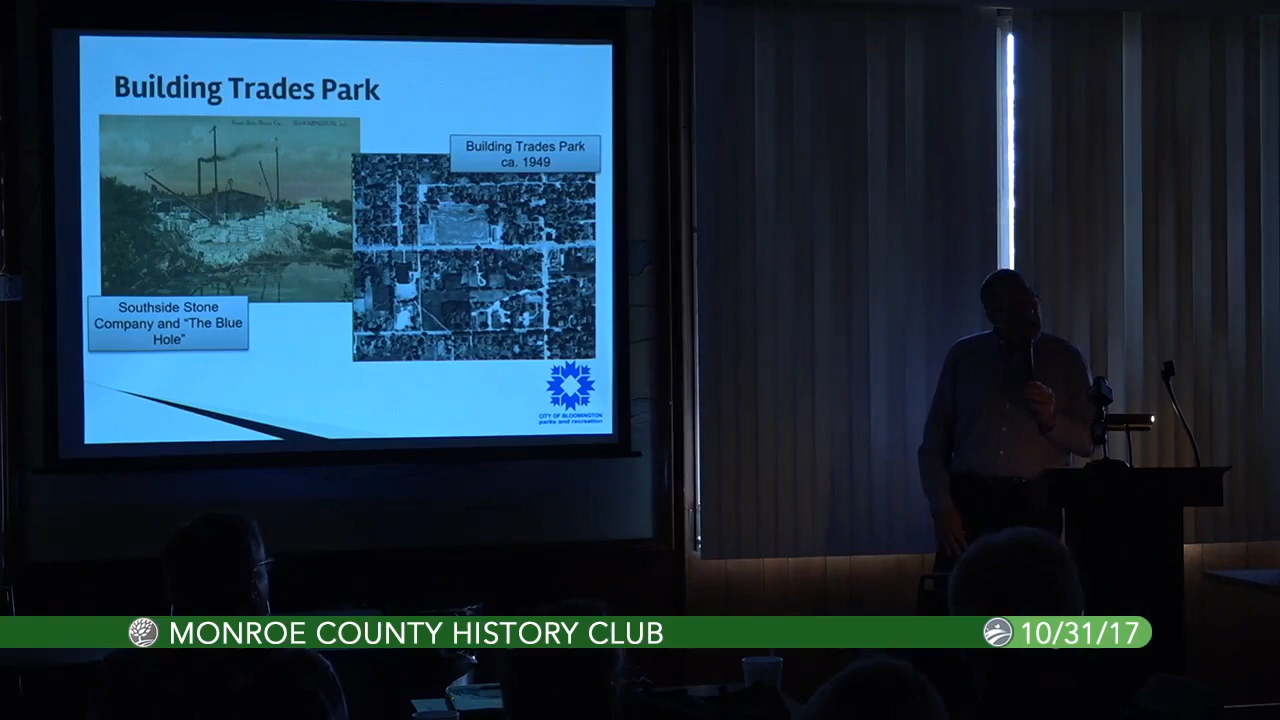 Building Trades Park
Building Trades Park
ca. 1949
Southside Stone
Company and "The Blue
Hole"
CITY OF BLOOMINGTON
parks and recreation
MONROE COUNTY HISTORY CLUB
10/31/17